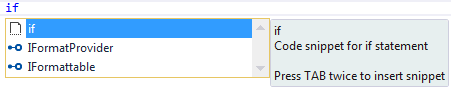 if
if
IFormatProvider
IFormattable
if
Code snippet for if statement
Press TAB twice to insert snippet